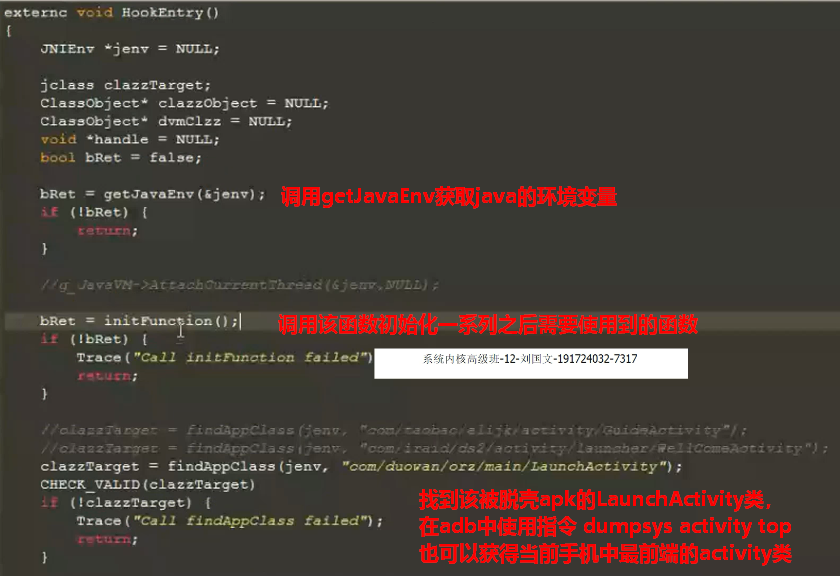 externc void HookEntry()
{
JNIEnv *jenv = NULL;
jclass clazzTarget;
ClassObject* clazzObject = NULL;
ClassObject* dvmClzz = NULL;
void *handle = NULL;
bool bRet = false;
bRet = getJavaEnv(&jenv); 调用getJavaEnv获取java的环境变量
if (!bRet) {
return;
}
//g_JavaVM->AttachCurrentThread(&jenv,NULL);
bRet = initFunction(); 调用该函数初始化一系列之后需要使用到的函数
if (!bRet) {
Trace("Call initFunction failed")
系统内核高级班-12-刘国文-191724032-7317
return;
}
//clazzTarget = findAppClass(jenv, "com/taobao/alijk/activity/GuideActivity");
//clazzTarget = findAppClass(jenv, "com/iraid/ds2/activity/launcher/WellComeActivity");
clazzTarget = findAppClass(jenv, "com/duowan/orz/main/LaunchActivity");
CHECK_VALID(clazzTarget)
if (!clazzTarget) {
Trace("Call findAppClass failed");
return;
}
找到该被脱壳apk的LaunchActivity类，
在adb中使用指令 dumpsys activity top
也可以获得当前手机中最前端的activity类